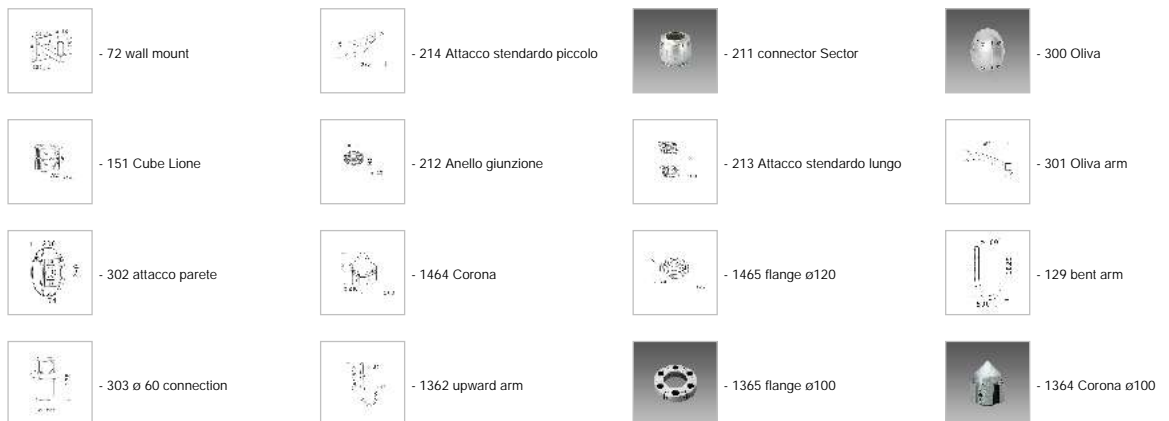 - 72 wall mount
- 214 Attacco stendardo piccolo
- 211 connector Sector
- 300 Oliva
- 151 Cube Lione
- 212 Anello giunzione
- 213 Attacco stendardo lungo
- 301 Oliva arm
- 302 attacco parete
- 1464 Corona
- 1465 flange ø120
- 129 bent arm
- 303 ø 60 connection
- 1362 upward arm
- 1365 flange ø100
- 1364 Corona ø100